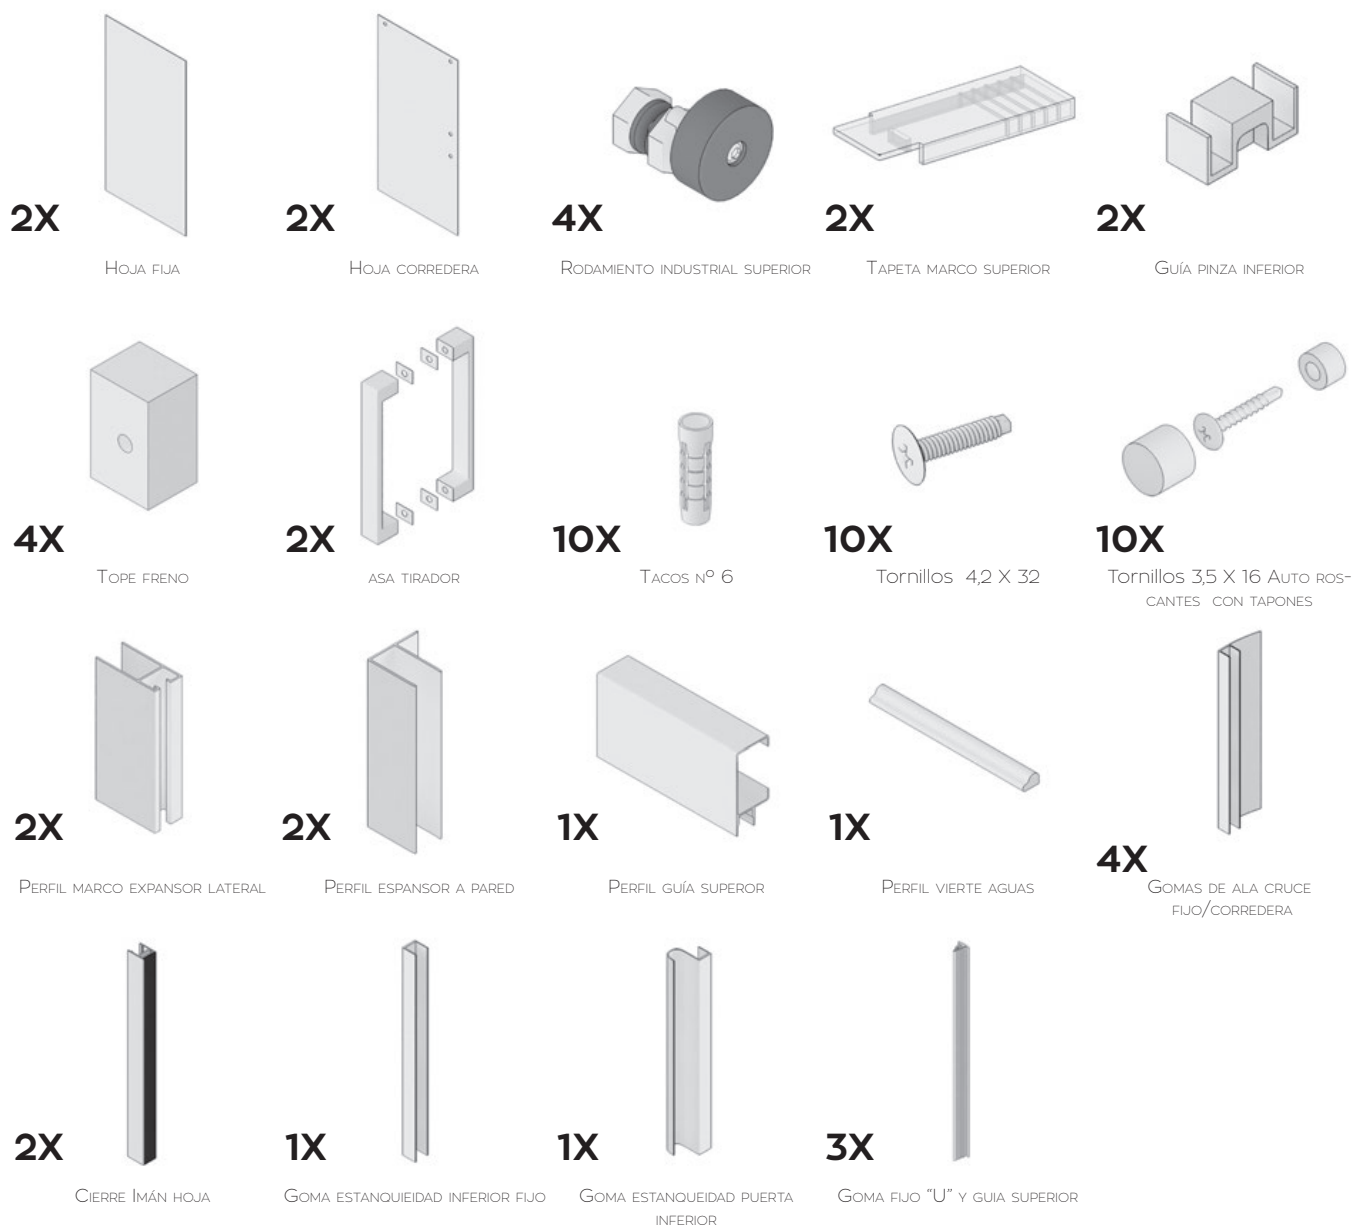 2X
2X
4X
2X
2X
Hoja fija
Hoja corredera
Rodamiento industrial superior
Tapeta marco superior
Guía pinza inferior
4X
2X
10X
10X
10X
Tope freno
asa tirador
Tacos nº 6
Tornillos 4,2 X 32
Tornillos 3,5 X 16 Auto ros-
cantes con tapones
2X
2X
1X
1X
4X
Perfil marco expansor lateral
Perfil espansor a pared
Perfil guía superor
Perfil vierte aguas
Gomas de ala cruce
fijo/corredera
2X
1X
1X
3X
Cierre Imán hoja
Goma estanquieidad inferior fijo
Goma estanqueidad puerta
inferior
Goma fijo "U" y guia superior